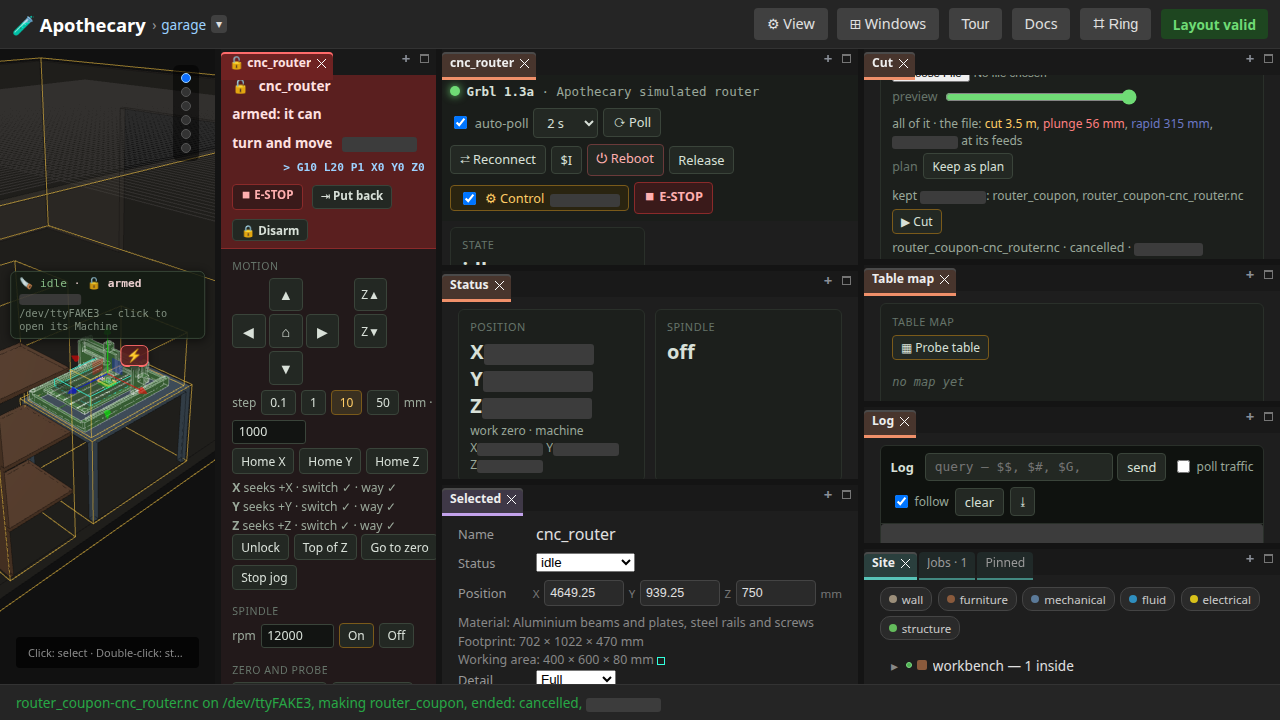 Apothecary › garage ▾
⚙ View
⊞ Windows
Tour
Docs
⌗ Ring
Layout valid
idle · armed
/dev/ttyFAKE3 — click to
open its Machine
Click: select · Double-click: st…
cnc_router
cnc_router
armed: it can
turn and move
> G10 L20 P1 X0 Y0 Z0
■ E-STOP
⇥ Put back
Disarm
MOTION
▲
Z▲
◀
⌂
▶
Z▼
▼
step 0.1 1 10 50 mm ·
1000
Home X Home Y Home Z
X seeks +X · switch ✓ · way ✓
Y seeks +Y · switch ✓ · way ✓
Z seeks +Z · switch ✓ · way ✓
Unlock Top of Z Go to zero
Stop jog
SPINDLE
rpm 12000 On Off
ZERO AND PROBE
cnc_router
Grbl 1.3a · Apothecary simulated router
auto-poll 2 s ⟳ Poll
⇄ Reconnect $I ⏻ Reboot Release
⚙ Control ■ E-STOP
STATE
Status
POSITION
X
Y
Z
work zero · machine
X Y
Z
SPINDLE
off
Selected
Name cnc_router
Status idle
Position X 4649.25 Y 939.25 Z 750 mm
Material: Aluminium beams and plates, steel rails and screws
Footprint: 702 × 1022 × 470 mm
Working area: 400 × 600 × 80 mm
Detail Full
Cut
preview
all of it · the file: cut 3.5 m, plunge 56 mm, rapid 315 mm,
at its feeds
plan Keep as plan
kept : router_coupon, router_coupon-cnc_router.nc
▶ Cut
router_coupon-cnc_router.nc · cancelled ·
Table map
TABLE MAP
▦ Probe table
no map yet
Log
Log query — $$, $#, $G, send poll traffic
follow clear ⭳
Site Jobs · 1 Pinned
wall furniture mechanical fluid electrical
structure
▸ workbench — 1 inside
router_coupon-cnc_router.nc on /dev/ttyFAKE3, making router_coupon, ended: cancelled,